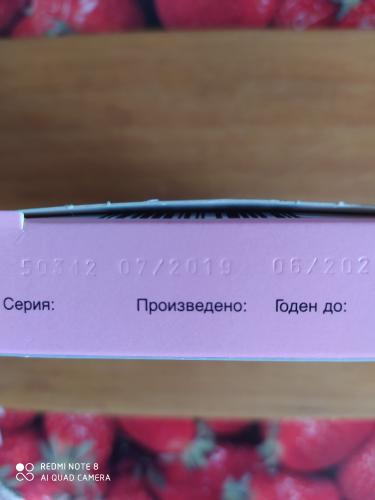 50312 07/2019 06/202
Серия: Произведено: Годен до:
REDMI NOTE 8
AI QUAD CAMERA